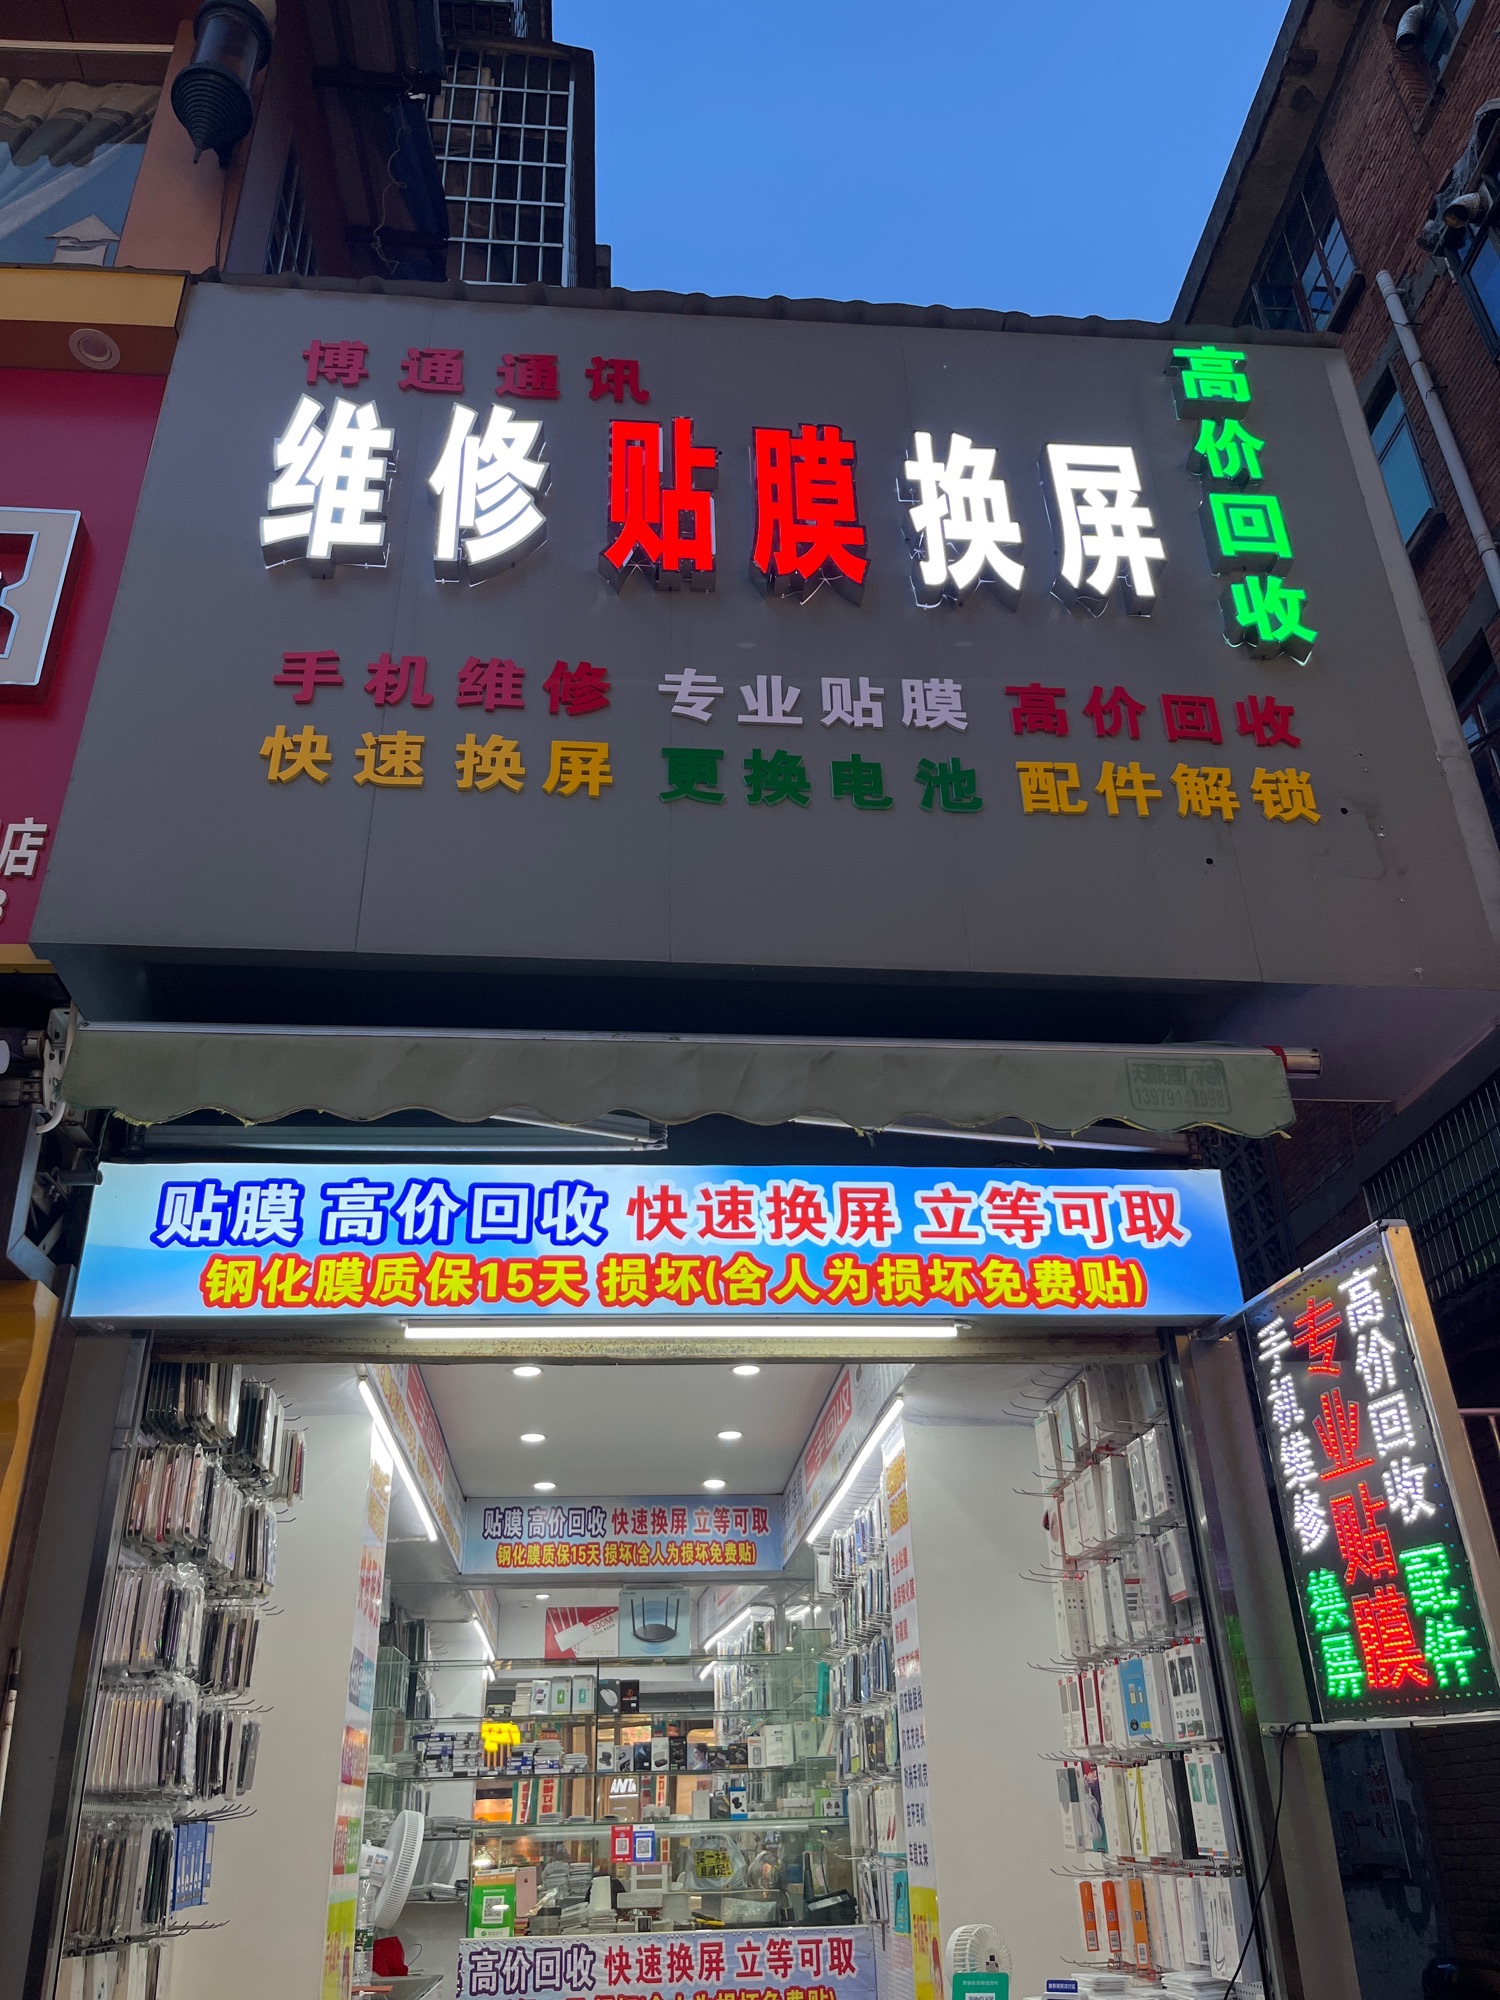 博通通讯
维修贴膜换屏
高价回收
手机维修 专业贴膜 高价回收
快速换屏 更换电池 配件解锁
店
贴膜 高价回收 快速换屏 立等可取
钢化膜质保15天 损坏(含人为损坏免费贴)
高价回收 配件
专业贴膜
手机维修 换屏
贴膜 高价回收 快速换屏 立等可取
钢化膜质保15天 损坏(含人为损坏免费贴)
300M
ANTA
高价回收 快速换屏 立等可取